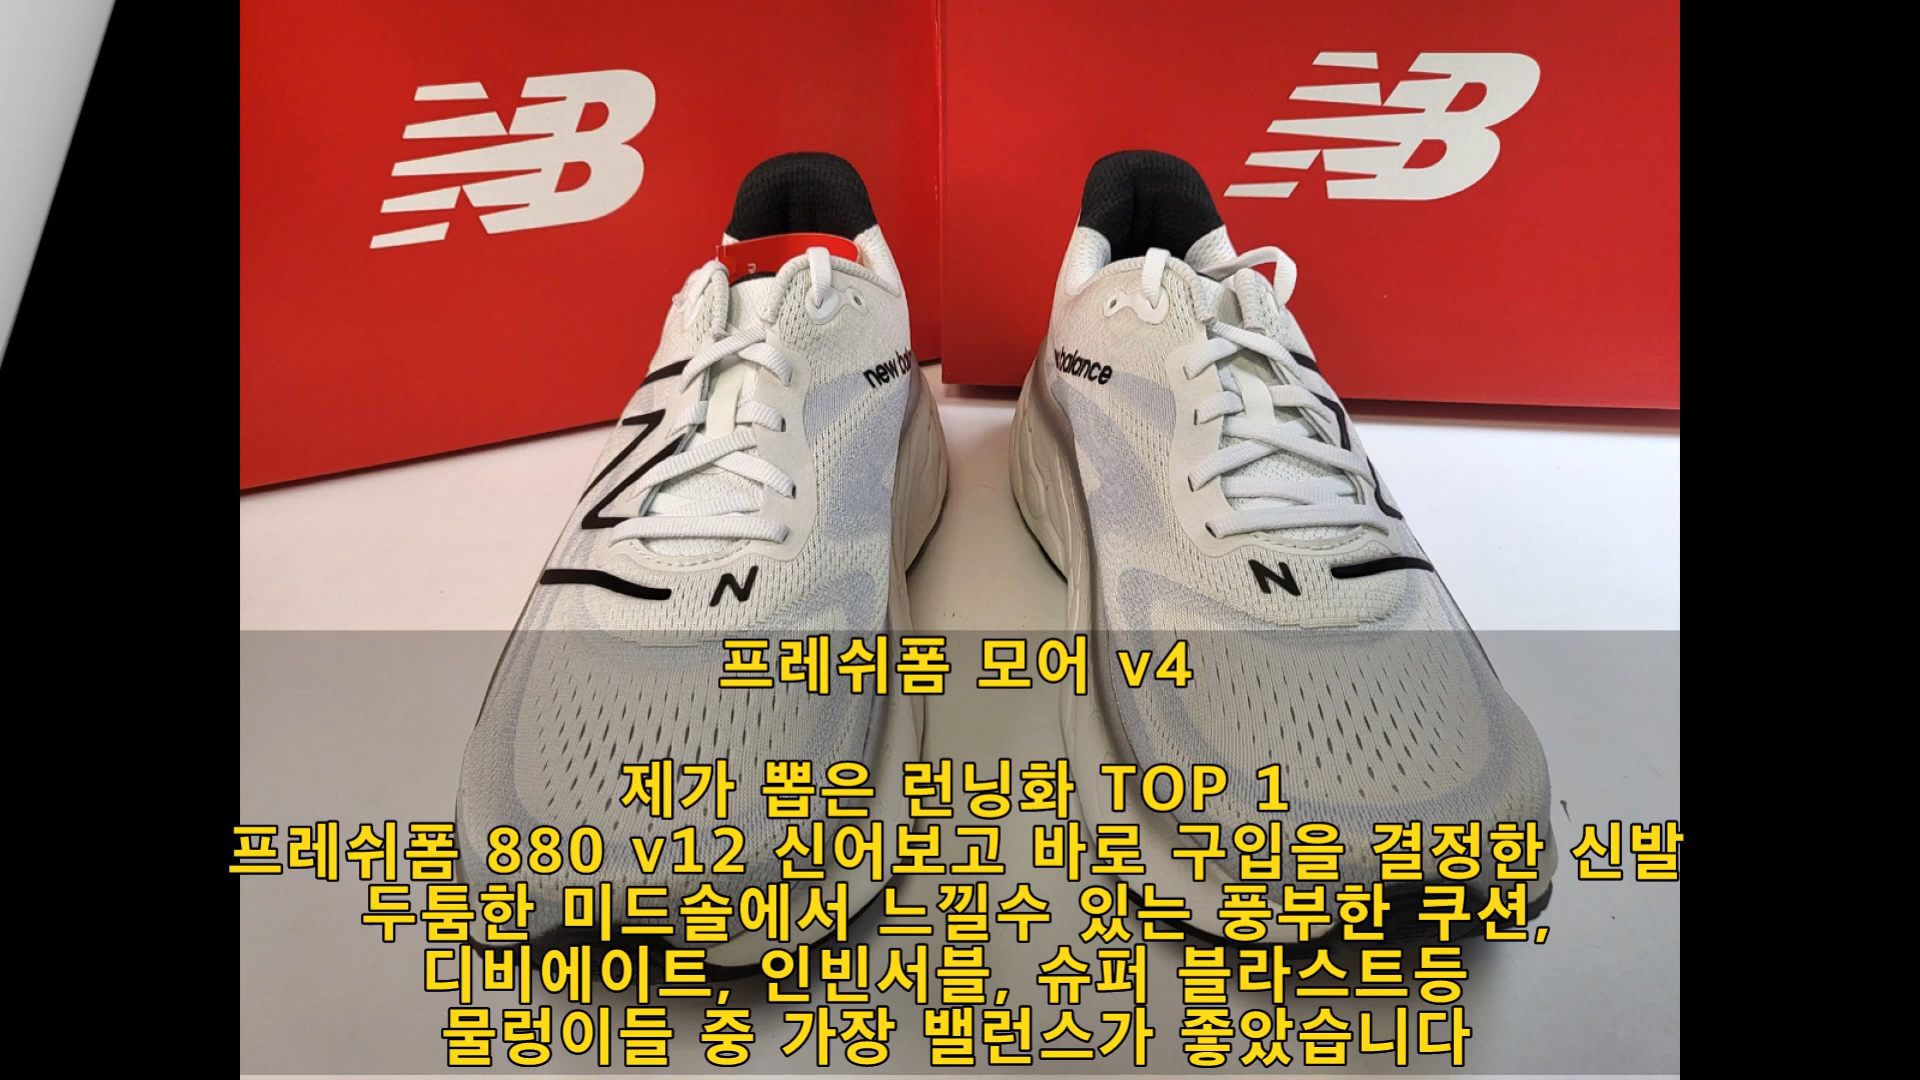 NB
NB
new bal
balance
N
N
프레쉬폼 모어 v4
제가 뽑은 런닝화 TOP 1
프레쉬폼 880 v12 신어보고 바로 구입을 결정한 신발
두툼한 미드솔에서 느낄수 있는 풍부한 쿠션,
디비에이트, 인빈서블, 슈퍼 블라스트등
물렁이들 중 가장 밸런스가 좋았습니다